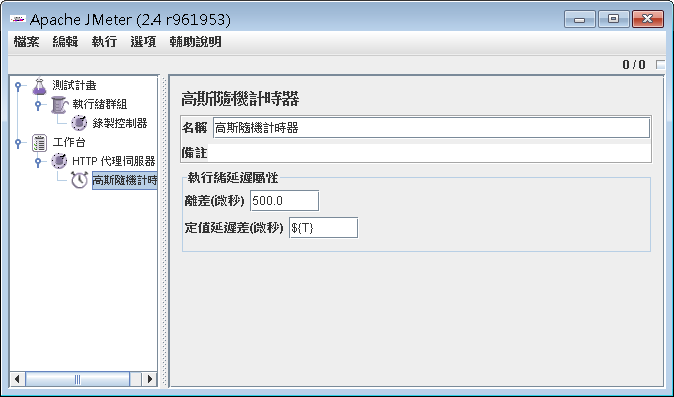 Apache JMeter (2.4 r961953)
檔案 編輯 執行 選項 輔助說明
0 / 0
測試計畫
執行緒群組
錄製控制器
工作台
HTTP 代理伺服器
高斯隨機計時
高斯隨機計時器
名稱 高斯隨機計時器
備註
執行緒延遲屬性
離差(微秒) 500.0
定值延遲差(微秒) ${T}